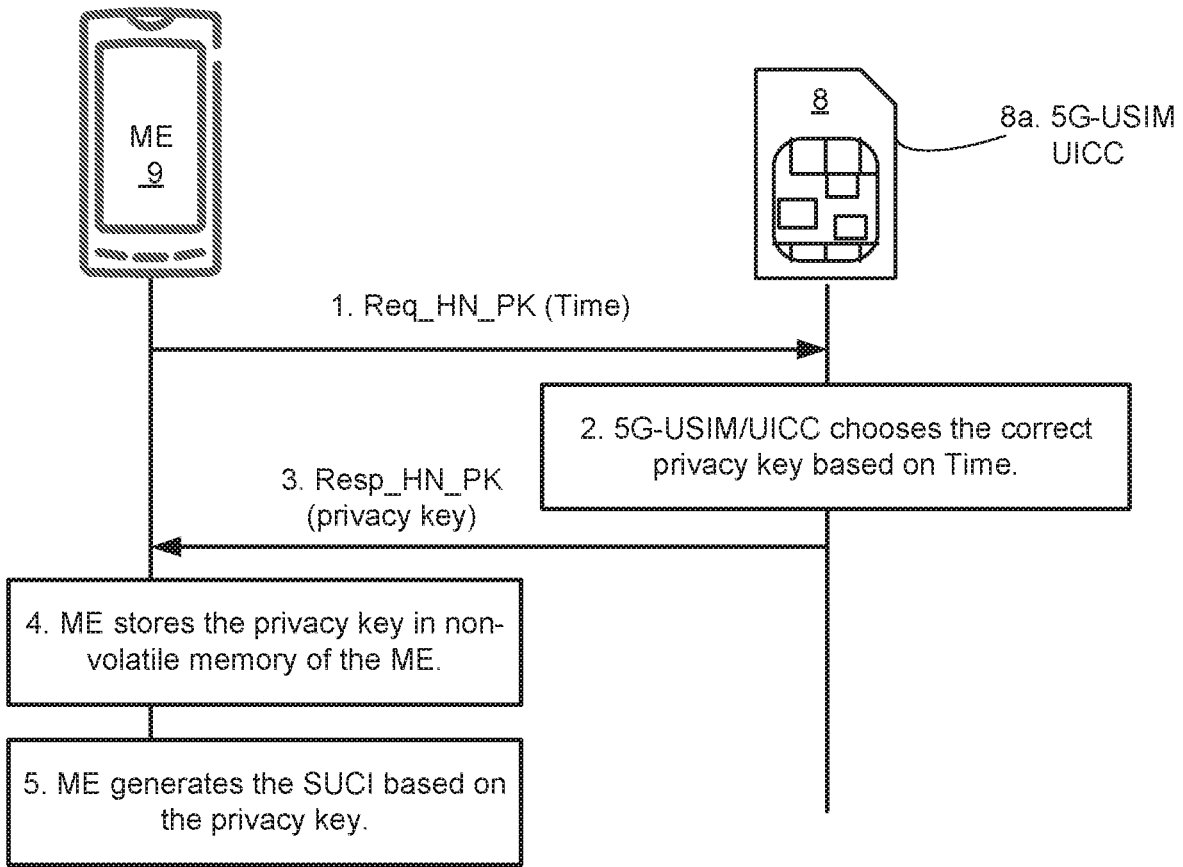 ME
9
8
8a. 5G-USIM
UICC
1. Req_HN_PK (Time)
2. 5G-USIM/UICC chooses the correct
privacy key based on Time.
3. Resp_HN_PK
(privacy key)
4. ME stores the privacy key in non-
volatile memory of the ME.
5. ME generates the SUCI based on
the privacy key.